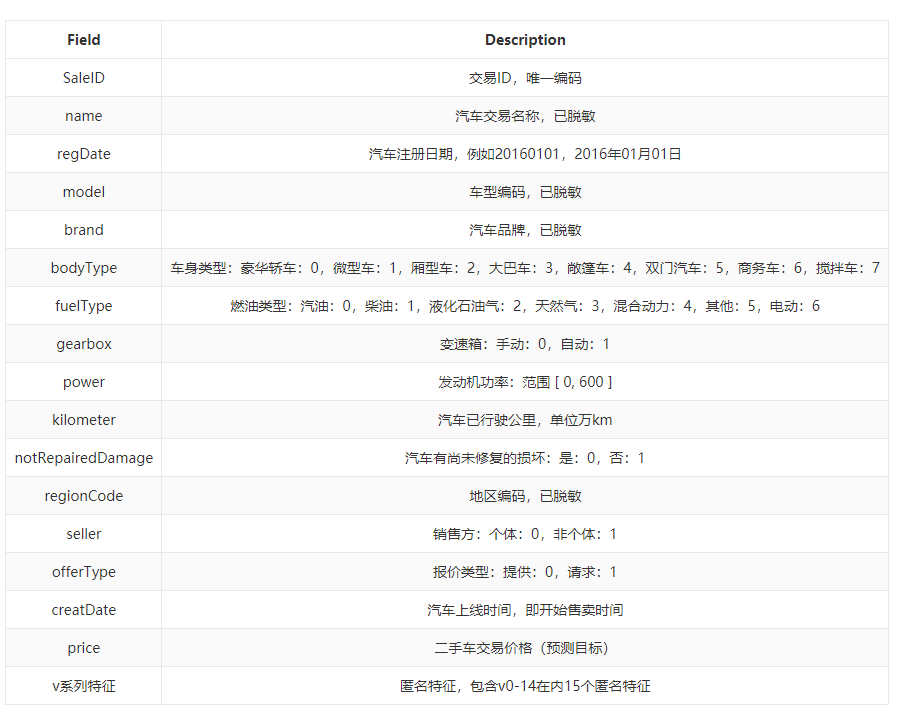 Field Description
SaleID 交易ID，唯一编码
name 汽车交易名称，已脱敏
regDate 汽车注册日期，例如20160101，2016年01月01日
model 车型编码，已脱敏
brand 汽车品牌，已脱敏
bodyType 车身类型：豪华轿车：0，微型车：1，厢型车：2，大巴车：3，敞篷车：4，双门汽车：5，商务车：6，搅拌车：7
fuelType 燃油类型：汽油：0，柴油：1，液化石油气：2，天然气：3，混合动力：4，其他：5，电动：6
gearbox 变速箱：手动：0，自动：1
power 发动机功率：范围 [ 0, 600 ]
kilometer 汽车已行驶公里，单位万km
notRepairedDamage 汽车有尚未修复的损坏：是：0，否：1
regionCode 地区编码，已脱敏
seller 销售方：个体：0，非个体：1
offerType 报价类型：提供：0，请求：1
creatDate 汽车上线时间，即开始售卖时间
price 二手车交易价格（预测目标）
v系列特征 匿名特征，包含v0-14在内15个匿名特征